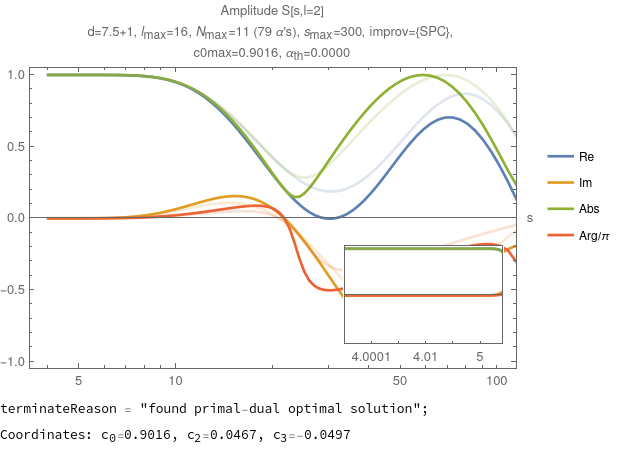 Amplitude S[s,l=2]
d=7.5+1, lmax=16, Nmax=11 (79 α's), smax=300, improv={SPC},
c0max=0.9016, αth=0.0000
1.0
0.5
0.0
-0.5
-1.0
s
Re
Im
Abs
Arg/π
4.0001 4.01 5
5 10 50 100
terminateReason = "found primal-dual optimal solution";
Coordinates: c0=0.9016, c2=0.0467, c3=-0.0497